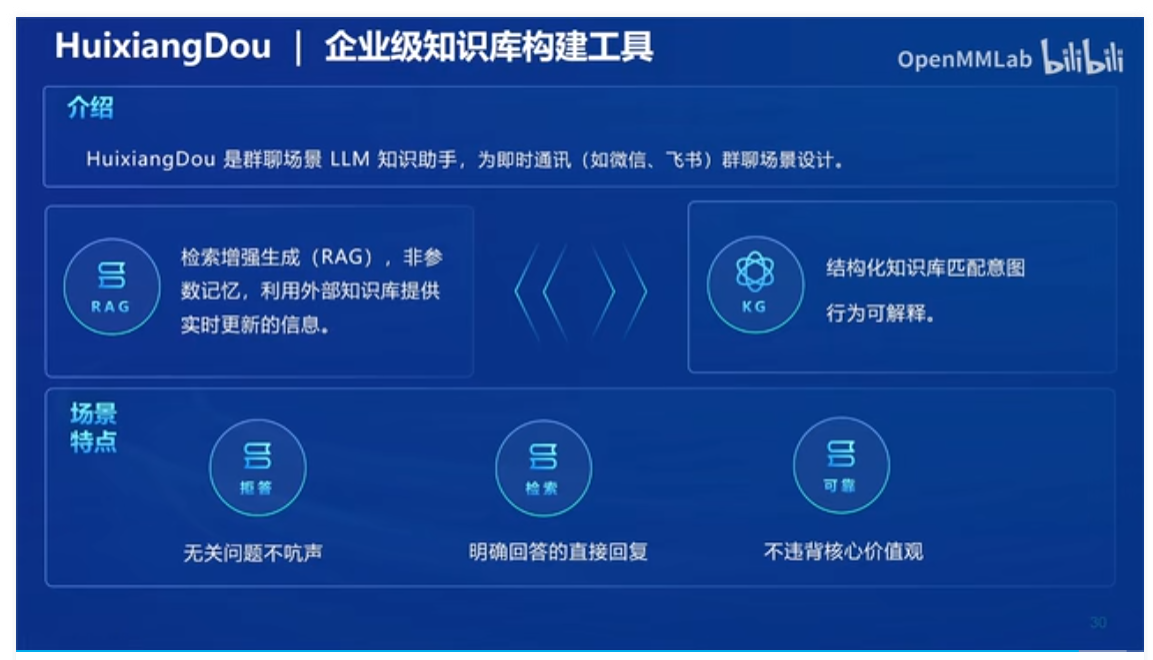 HuixiangDou | 企业级知识库构建工具
OpenMMLab bilibili
介绍
HuixiangDou 是群聊场景 LLM 知识助手，为即时通讯（如微信、飞书）群聊场景设计。
RAG
检索增强生成（RAG），非参
数记忆，利用外部知识库提供
实时更新的信息。
KG
结构化知识库匹配意图
行为可解释。
场景
特点
拒答
无关问题不吭声
检索
明确回答的直接回复
可靠
不违背核心价值观
30